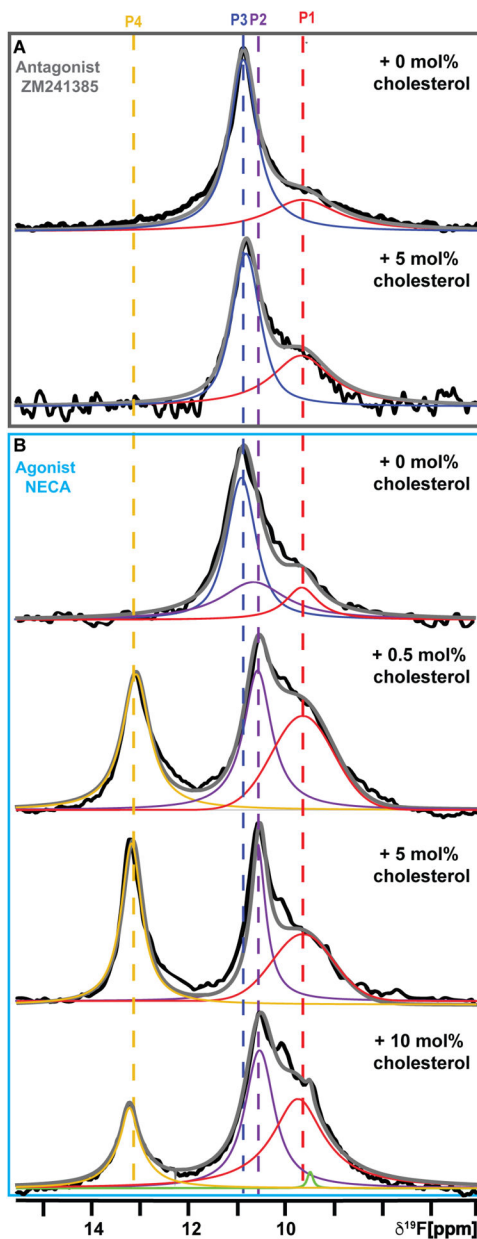 P4 P3 P2 P1
A
Antagonist
ZM241385
+ 0 mol%
cholesterol
+ 5 mol%
cholesterol
B
Agonist
NECA
+ 0 mol%
cholesterol
+ 0.5 mol%
cholesterol
+ 5 mol%
cholesterol
+ 10 mol%
cholesterol
14 12 10 δ¹⁹F[ppm]